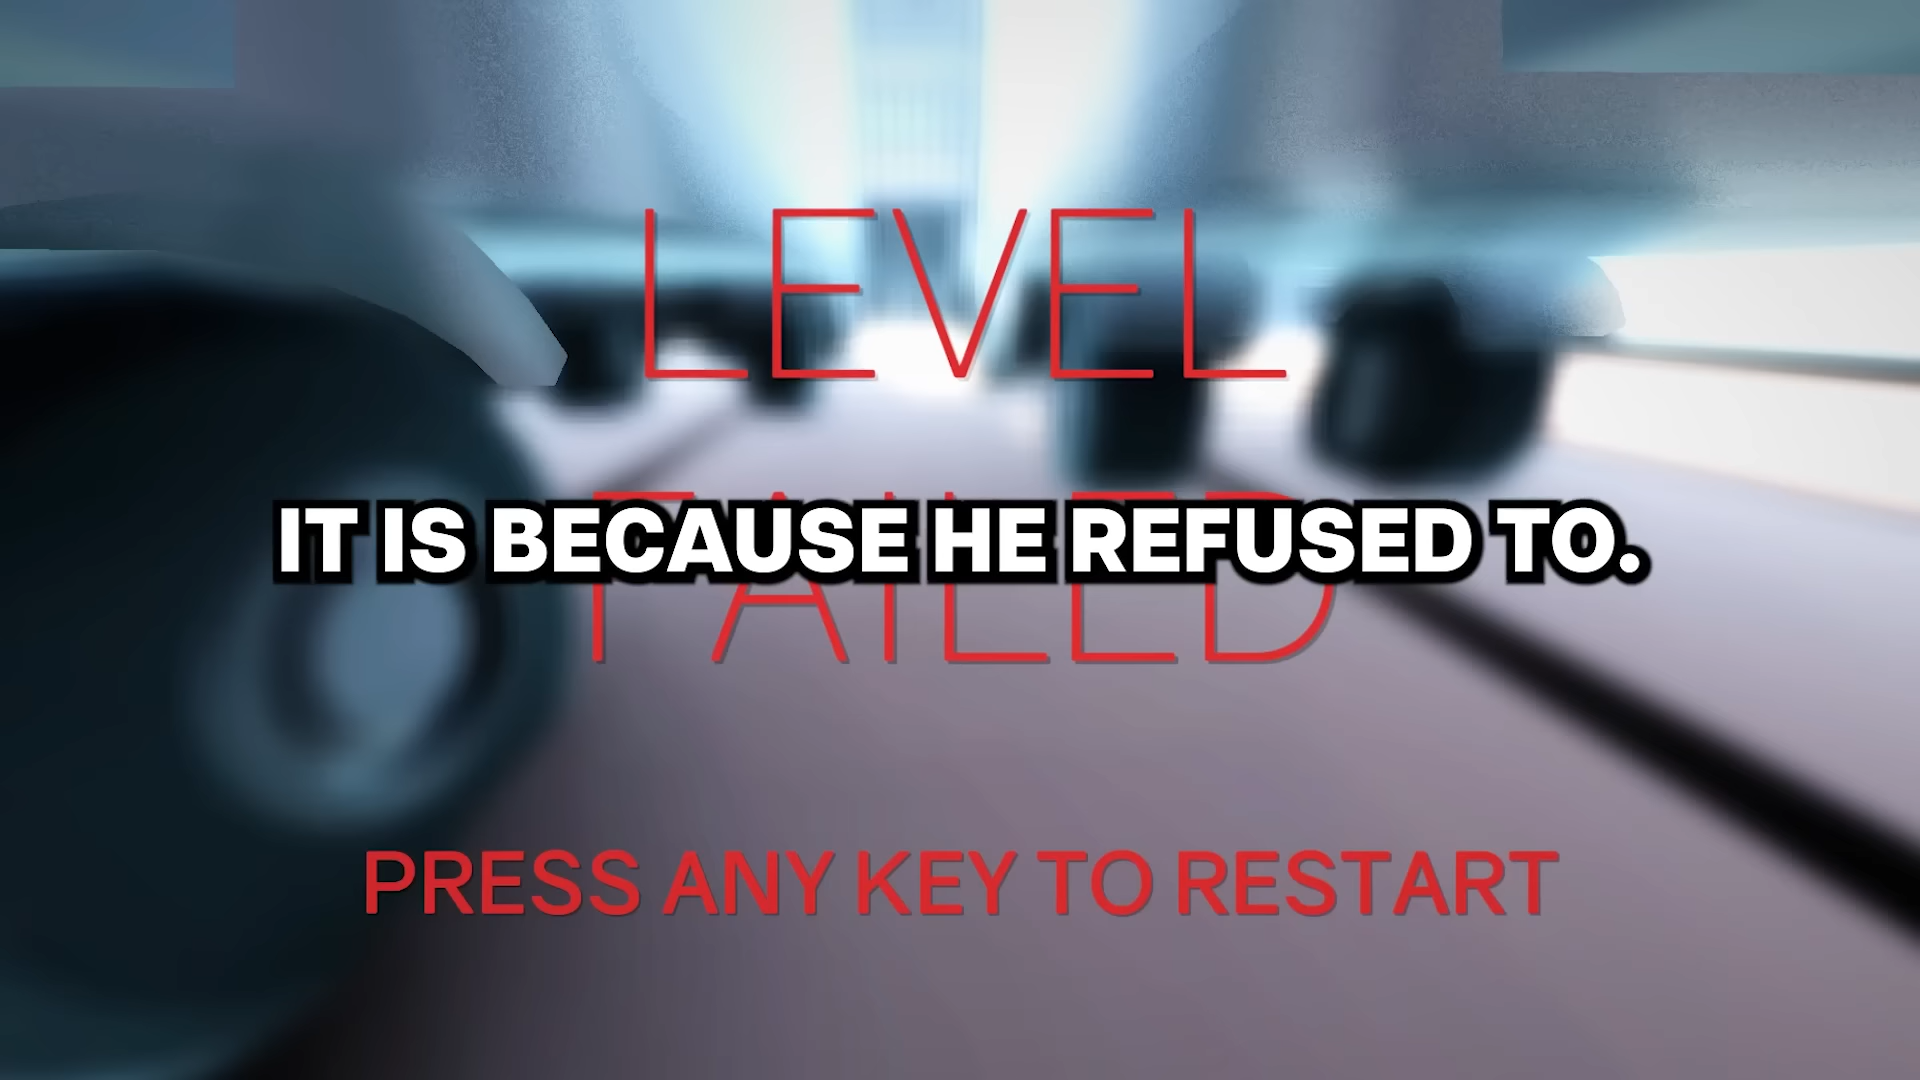 LEVEL
FAILED
IT IS BECAUSE HE REFUSED TO.
PRESS ANY KEY TO RESTART